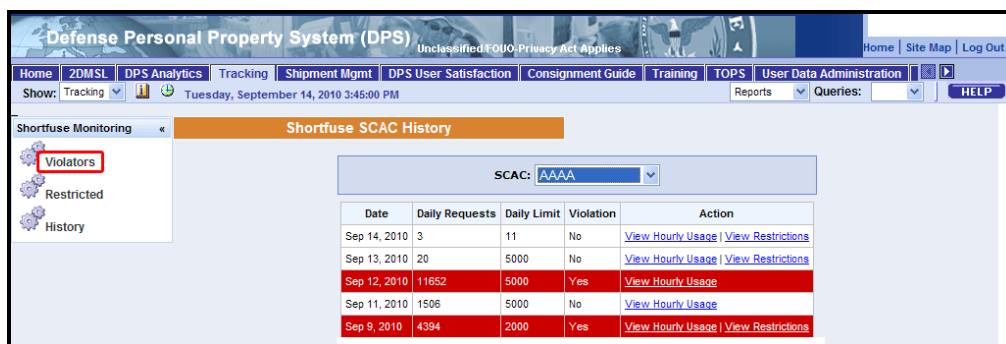 Defense Personal Property System (DPS)
Unclassified/FOUO-Privacy Act Applies
Home | Site Map | Log Out
Home 2DMSL DPS Analytics Tracking Shipment Mgmt DPS User Satisfaction Consignment Guide Training TOPS User Data Administration
Show: Tracking Tuesday, September 14, 2010 3:45:00 PM Reports Queries: HELP
Shortfuse Monitoring «
Violators
Restricted
History
Shortfuse SCAC History
SCAC: AAAA
Date Daily Requests Daily Limit Violation Action
Sep 14, 2010 3 11 No View Hourly Usage | View Restrictions
Sep 13, 2010 20 5000 No View Hourly Usage | View Restrictions
Sep 12, 2010 11652 5000 Yes View Hourly Usage
Sep 11, 2010 1506 5000 No View Hourly Usage
Sep 9, 2010 4394 2000 Yes View Hourly Usage | View Restrictions